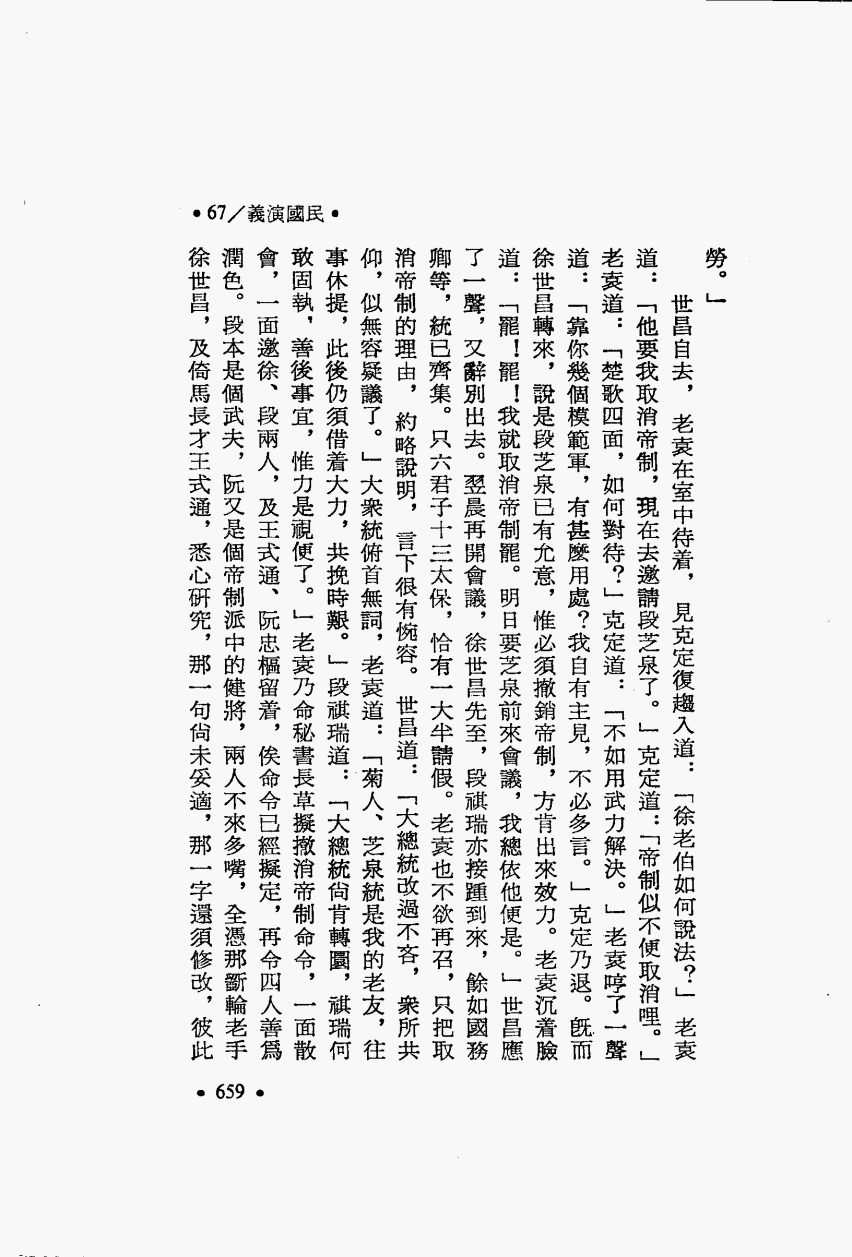 •67/義演國民•
勞。」
世昌自去，老袁在室中待着，見克定復趨入道：「徐老伯如何說法？」老袁
道：「他要我取消帝制，現在去邀請段芝泉了。」克定道：「帝制似不便取消哩。」
老袁道：「楚歌四面，如何對待？」克定道：「不如用武力解決。」老袁哼了一聲
道：「靠你幾個模範軍，有甚麼用處？我自有主見，不必多言。」克定乃退。旣而
徐世昌轉來，說是段芝泉已有允意，惟必須撤銷帝制，方肯出來效力。老袁沉着臉
道：「罷！罷！我就取消帝制罷。明日要芝泉前來會議，我總依他便是。」世昌應
了一聲，又辭別出去。翌晨再開會議，徐世昌先至，段祺瑞亦接踵到來，餘如國務
卿等，統已齊集。只六君子十三太保，恰有一大半請假。老袁也不欲再召，只把取
消帝制的理由，約略說明，言下很有惋容。世昌道：「大總統改過不吝，衆所共
仰，似無容疑議了。」大衆統俯首無詞，老袁道：「菊人、芝泉統是我的老友，往
事休提，此後仍須借着大力，共挽時艱。」段祺瑞道：「大總統尙肯轉圜，祺瑞何
敢固執，善後事宜，惟力是視便了。」老袁乃命秘書長草擬撤消帝制命令，一面散
會，一面邀徐、段兩人，及王式通、阮忠樞留着，俟命令已經擬定，再令四人善爲
潤色。段本是個武夫，阮又是個帝制派中的健將，兩人不來多嘴，全憑那斵輪老手
徐世昌，及倚馬長才王式通，悉心研究，那一句尙未妥適，那一字還須修改，彼此
•659•